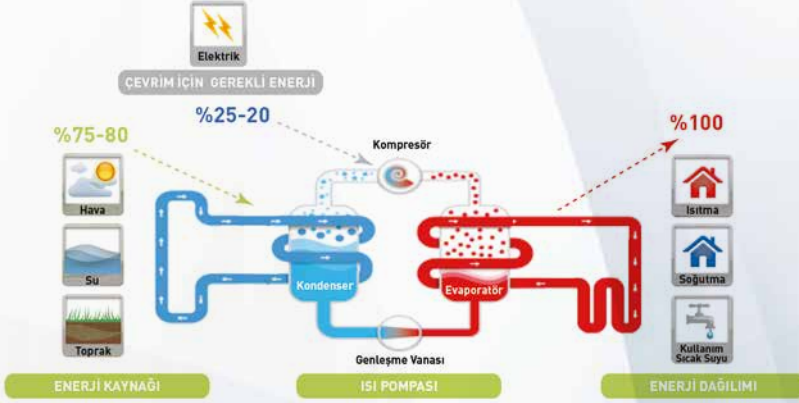 Elektrik
ÇEVRİM İÇİN GEREKLİ ENERJİ
%25-20
%75-80
%100
Kompresör
Hava
Su
Toprak
Kondenser
Evaporatör
Genleşme Vanası
Isıtma
Soğutma
Kullanım
Sıcak Suyu
ENERJİ KAYNAĞI
ISI POMPASI
ENERJİ DAĞILIMI